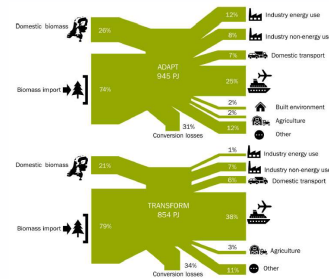 12%
Industry energy use
Domestic biomass
26%
8%
Industry non-energy use
7%
Domestic transport
ADAPT
945 PJ
Biomass import
74%
25%
2%
Built environment
2%
Agriculture
31%
12%
Other
Conversion losses
1%
Industry energy use
Domestic biomass
21%
7%
Industry non-energy use
6%
Domestic transport
TRANSFORM
854 PJ
38%
Biomass import
79%
3%
Agriculture
34%
11%
Other
Conversion losses